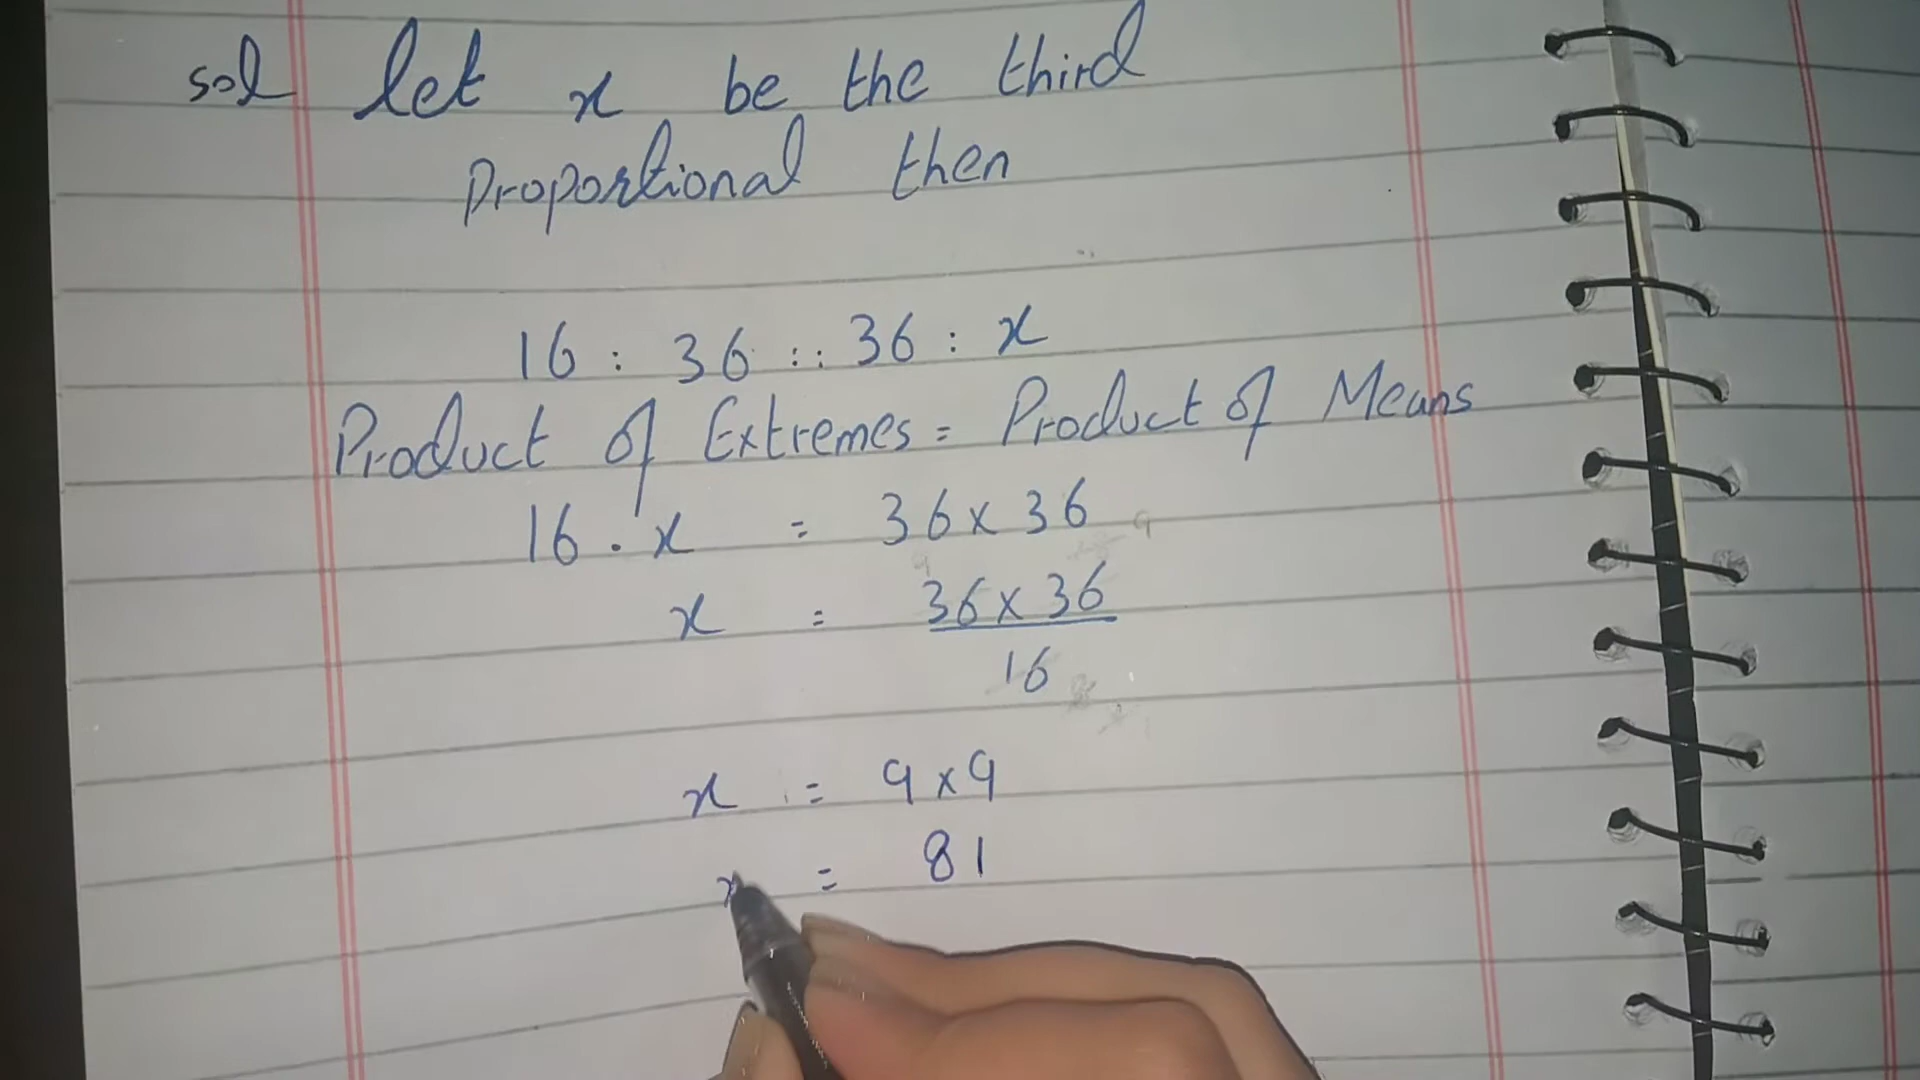 sol let x be the third
Proportional then
16 : 36 :: 36 : x
Product of Extremes = Product of Means
16 . x = 36 x 36
x = 36 x 36
16
x = 9 x 9
x = 81